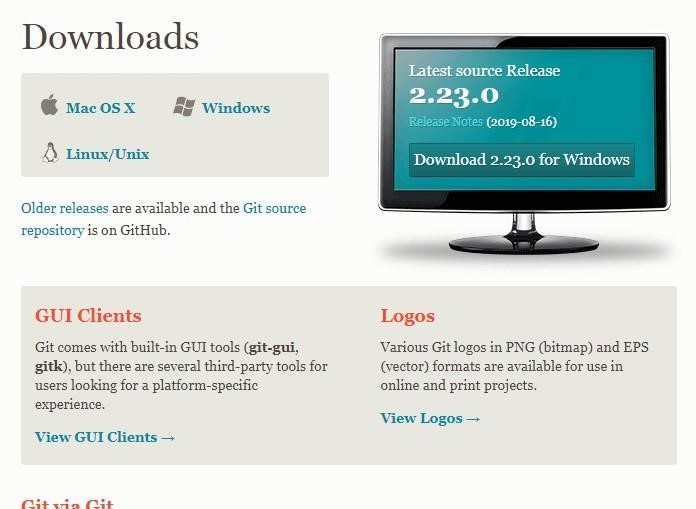 Downloads
Mac OS X
Windows
Linux/Unix
Older releases are available and the Git source
repository is on GitHub.
Latest source Release
2.23.0
Release Notes (2019-08-16)
Download 2.23.0 for Windows
GUI Clients
Git comes with built-in GUI tools (git-gui,
gitk), but there are several third-party tools for
users looking for a platform-specific
experience.
View GUI Clients →
Logos
Various Git logos in PNG (bitmap) and EPS
(vector) formats are available for use in
online and print projects.
View Logos →
Git via Git